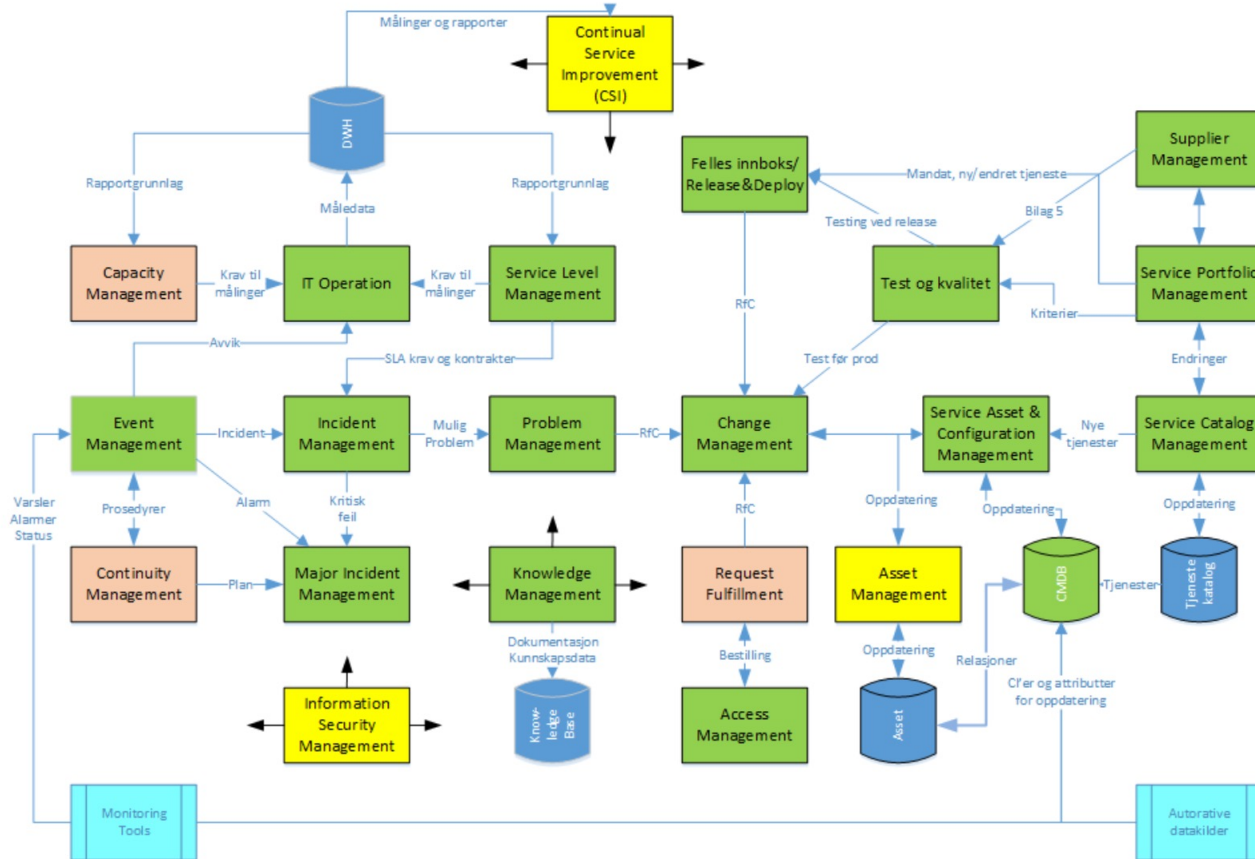 Målinger og rapporter
Continual
Service
Improvement
(CSI)
DWH
Rapportgrunnlag
Rapportgrunnlag
Måledata
Felles innboks/
Release&Deploy
Mandat, ny/endret tjeneste
Supplier
Management
Testing ved release
Bilag 5
Capacity
Management
Krav til
målinger
IT Operation
Krav til
målinger
Service Level
Management
RfC
Test og kvalitet
Kriterier
Service Portfolio
Management
Avvik
SLA krav og kontrakter
Test før prod
Endringer
Event
Management
Incident
Incident
Management
Mulig
Problem
Problem
Management
RfC
Change
Management
Service Asset &
Configuration
Management
Nye
tjenester
Service Catalog
Management
Varsler
Alarmer
Status
Prosedyrer
Alarm
Kritisk
feil
RfC
Oppdatering
Oppdatering
Oppdatering
Continuity
Management
Plan
Major Incident
Management
Knowledge
Management
Request
Fulfillment
Asset
Management
CMDB
Tjenester
Tjeneste
katalog
Dokumentasjon
Kunnskapsdata
Bestilling
Oppdatering
Relasjoner
CI'er og attributter
for oppdatering
Information
Security
Management
Know-
ledge
Base
Access
Management
Asset
Monitoring
Tools
Autorative
datakilder